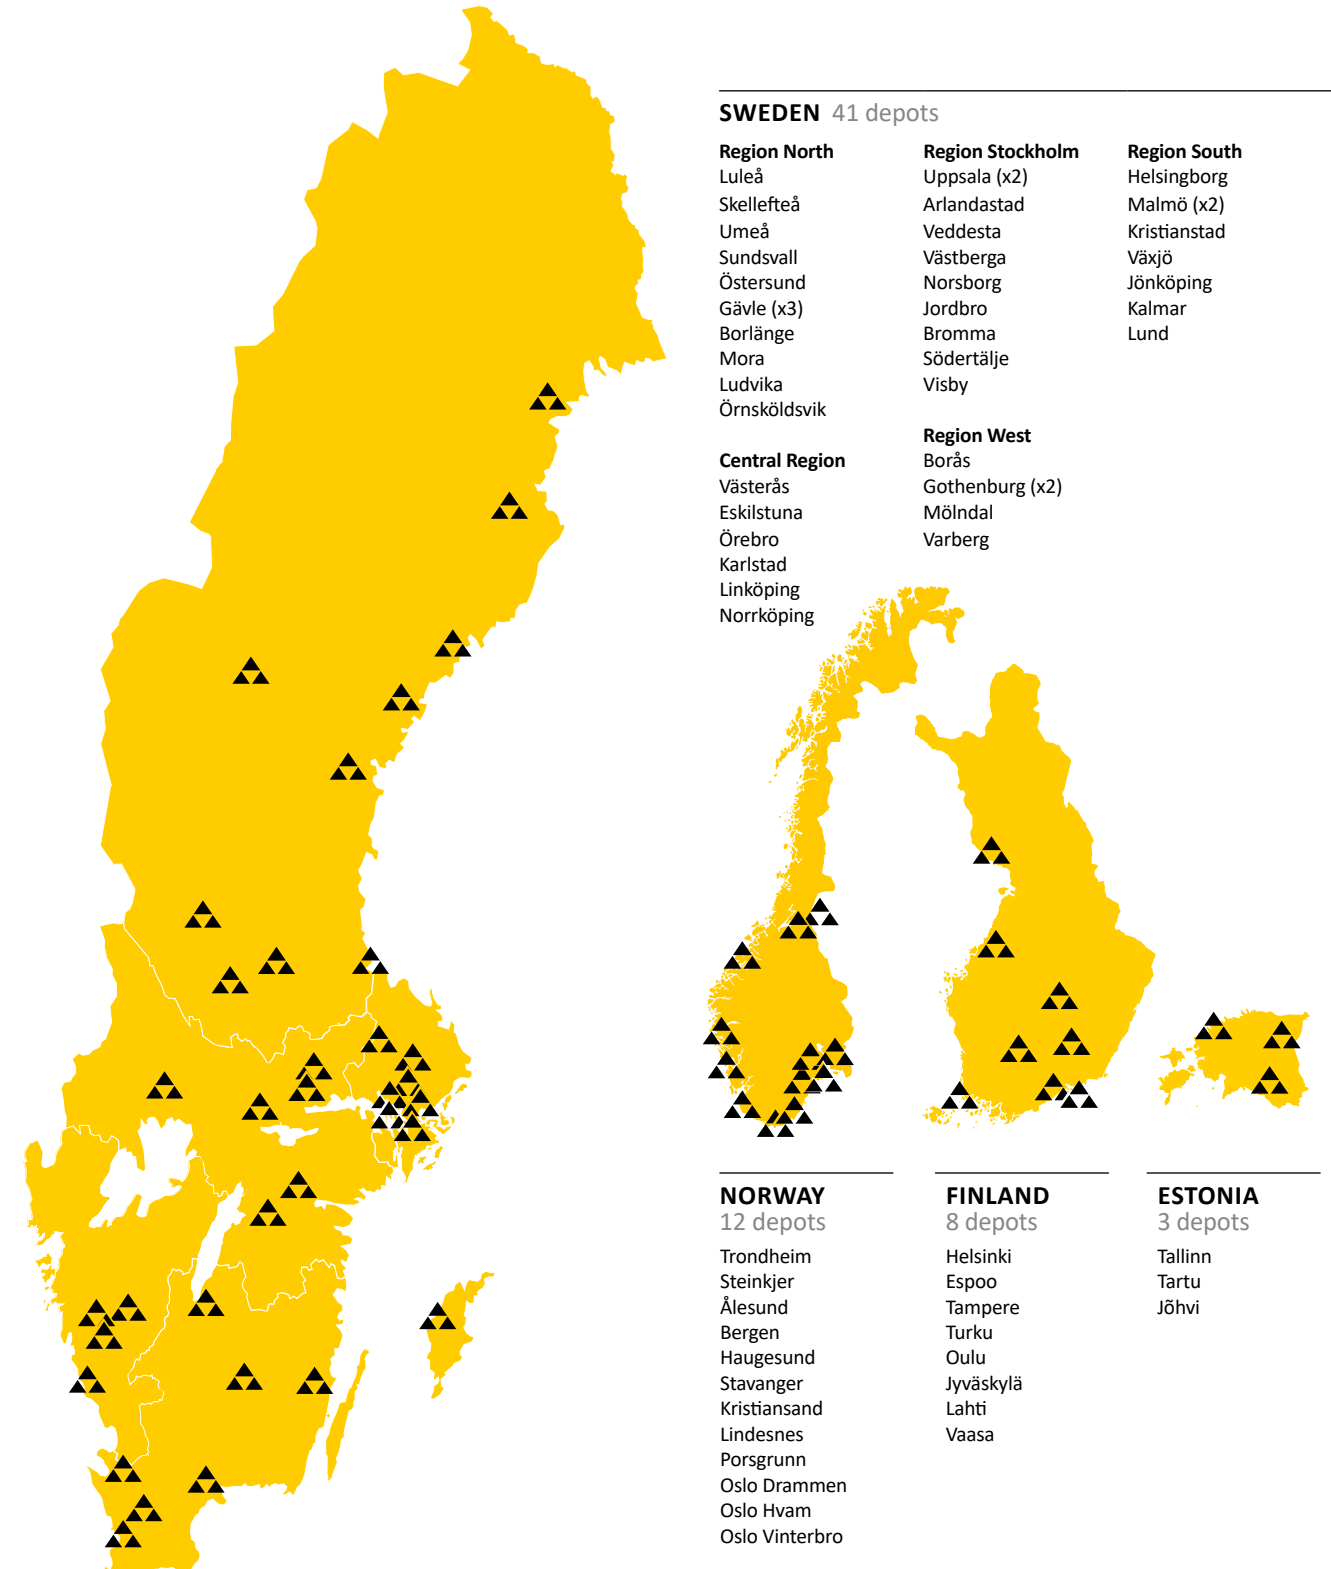 SWEDEN 41 depots
Region North
Luleå
Skellefteå
Umeå
Sundsvall
Östersund
Gävle (x3)
Borlänge
Mora
Ludvika
Örnsköldsvik
Central Region
Västerås
Eskilstuna
Örebro
Karlstad
Linköping
Norrköping
Region Stockholm
Uppsala (x2)
Arlandastad
Veddesta
Västberga
Norsborg
Jordbro
Bromma
Södertälje
Visby
Region West
Borås
Gothenburg (x2)
Mölndal
Varberg
Region South
Helsingborg
Malmö (x2)
Kristianstad
Växjö
Jönköping
Kalmar
Lund
NORWAY
12 depots
Trondheim
Steinkjer
Ålesund
Bergen
Haugesund
Stavanger
Kristiansand
Lindesnes
Porsgrunn
Oslo Drammen
Oslo Hvam
Oslo Vinterbro
FINLAND
8 depots
Helsinki
Espoo
Tampere
Turku
Oulu
Jyväskylä
Lahti
Vaasa
ESTONIA
3 depots
Tallinn
Tartu
Jõhvi